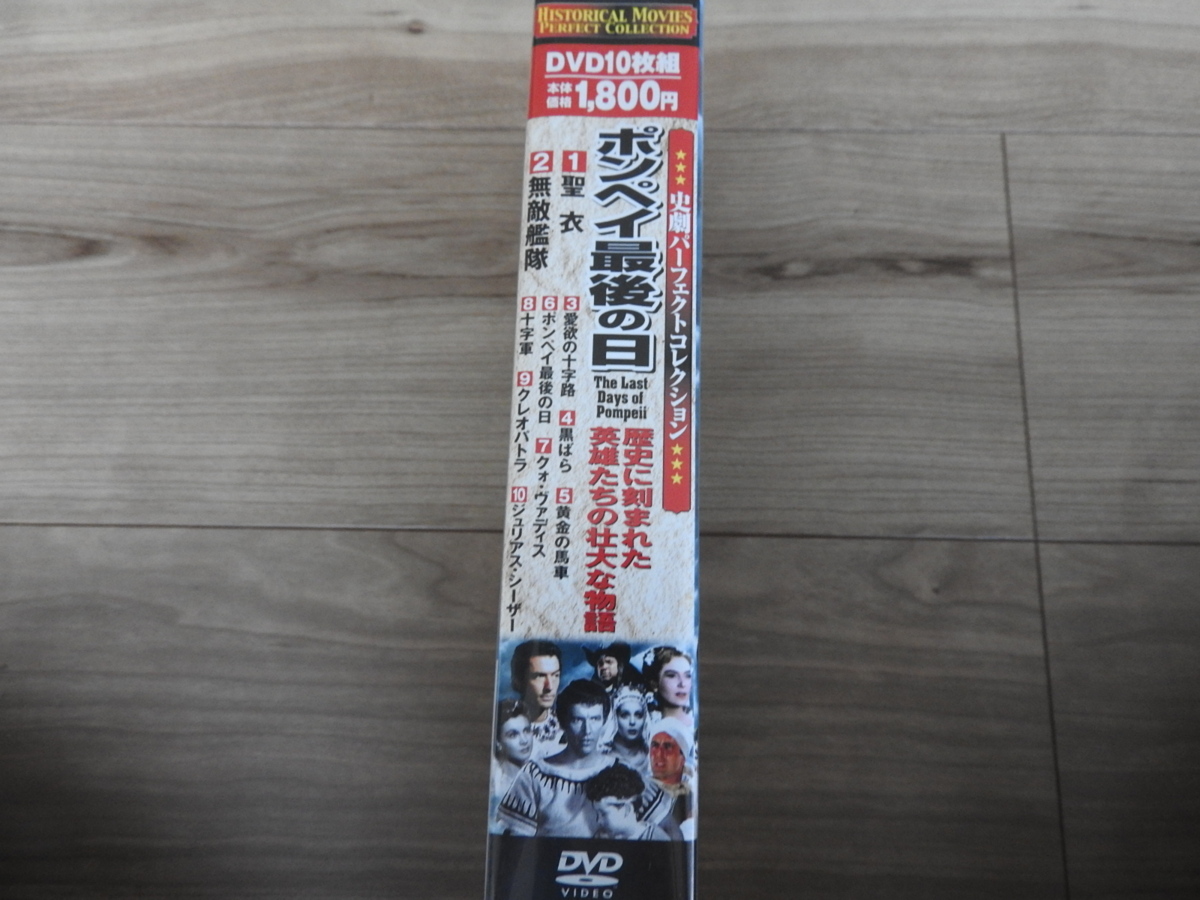 HISTORICAL MOVIES
PERFECT COLLECTION
DVD10枚組
本体
価格 1,800円
★★★ 史劇パーフェクトコレクション ★★★
ポンペイ最後の日
The Last
Days of
Pompeii
歴史に刻まれた
英雄たちの壮大な物語
1 聖衣
2 無敵艦隊
3 愛欲の十字路 4 黒ばら 5 黄金の馬車
6 ポンペイ最後の日 7 クォ・ヴァディス
8 十字軍 9 クレオパトラ 10 ジュリアス・シーザー
DVD
VIDEO